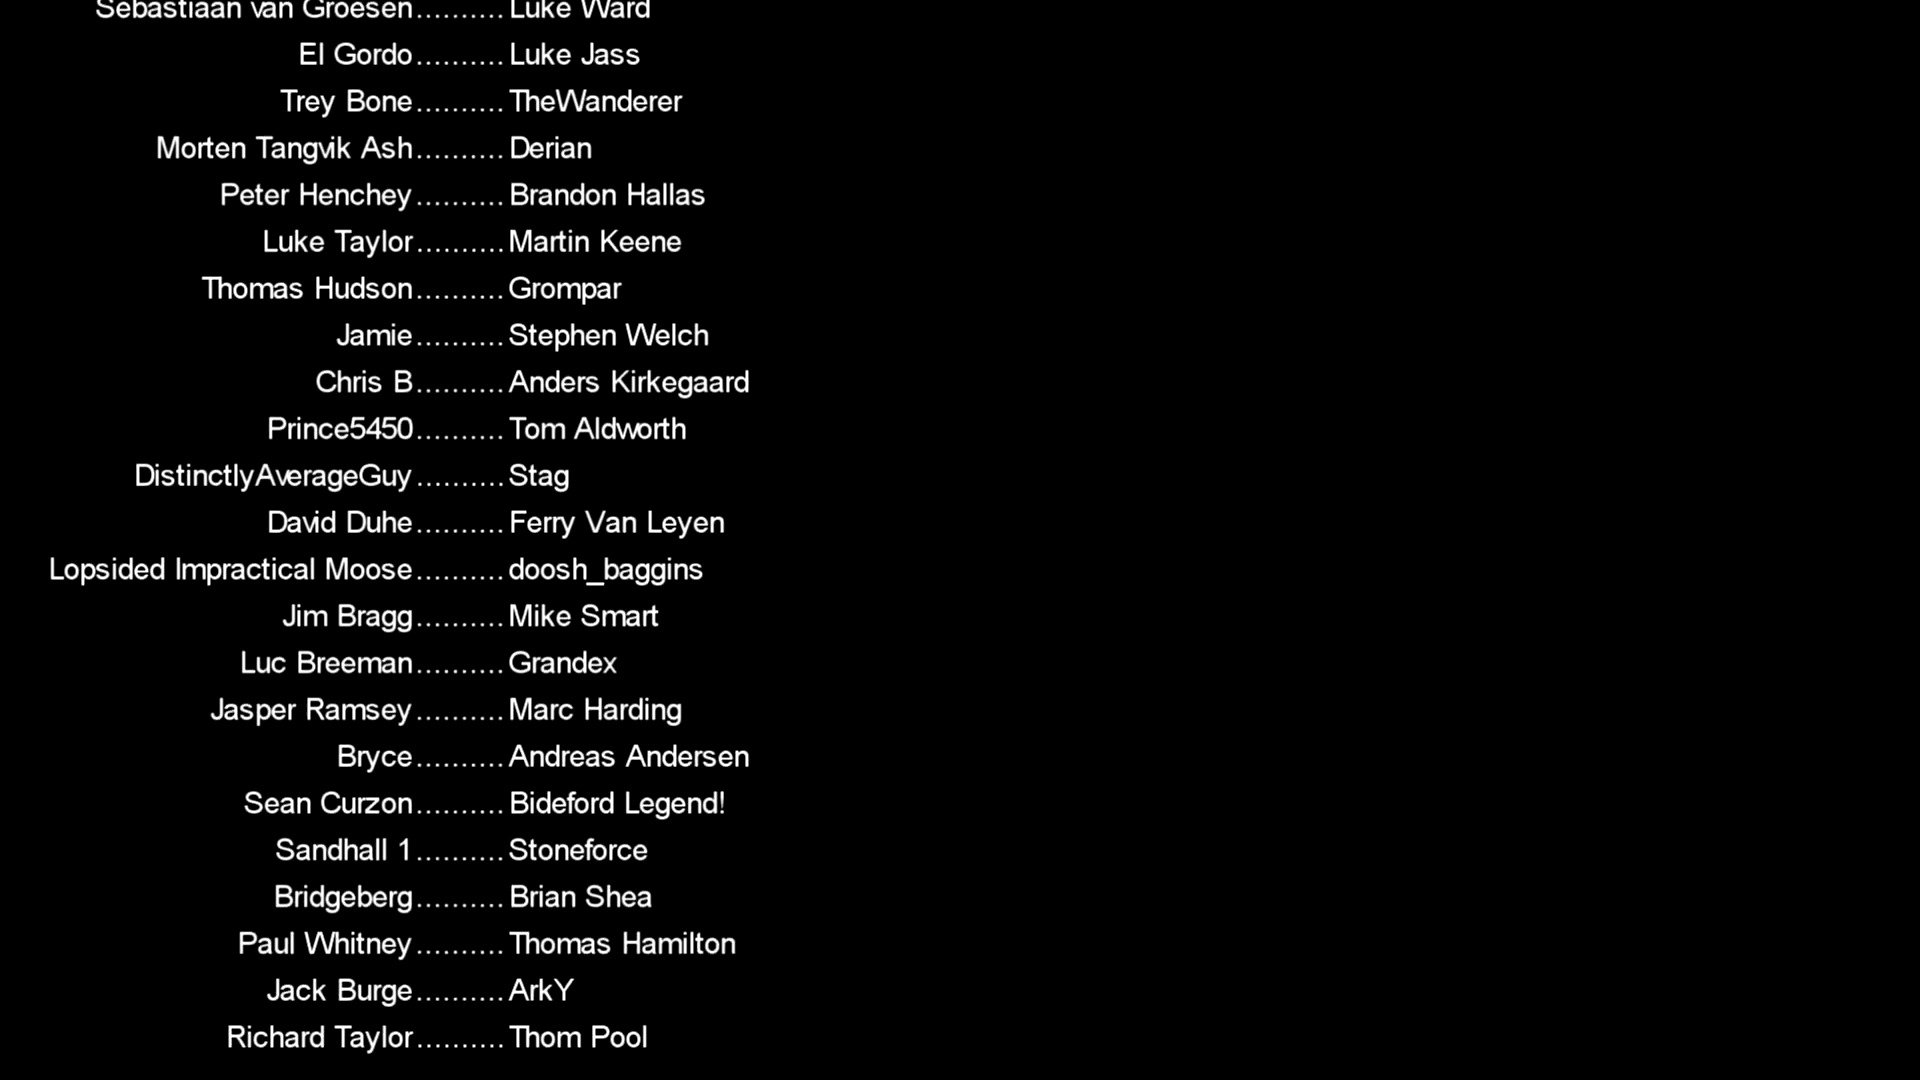 Sebastiaan van Groesen.......... Luke Ward
El Gordo.......... Luke Jass
Trey Bone.......... TheWanderer
Morten Tangvik Ash.......... Derian
Peter Henchey.......... Brandon Hallas
Luke Taylor.......... Martin Keene
Thomas Hudson.......... Grompar
Jamie.......... Stephen Welch
Chris B.......... Anders Kirkegaard
Prince5450.......... Tom Aldworth
DistinctlyAverageGuy.......... Stag
David Duhe.......... Ferry Van Leyen
Lopsided Impractical Moose.......... doosh_baggins
Jim Bragg.......... Mike Smart
Luc Breeman.......... Grandex
Jasper Ramsey.......... Marc Harding
Bryce.......... Andreas Andersen
Sean Curzon.......... Bideford Legend!
Sandhall 1.......... Stoneforce
Bridgeberg.......... Brian Shea
Paul Whitney.......... Thomas Hamilton
Jack Burge.......... ArkY
Richard Taylor.......... Thom Pool